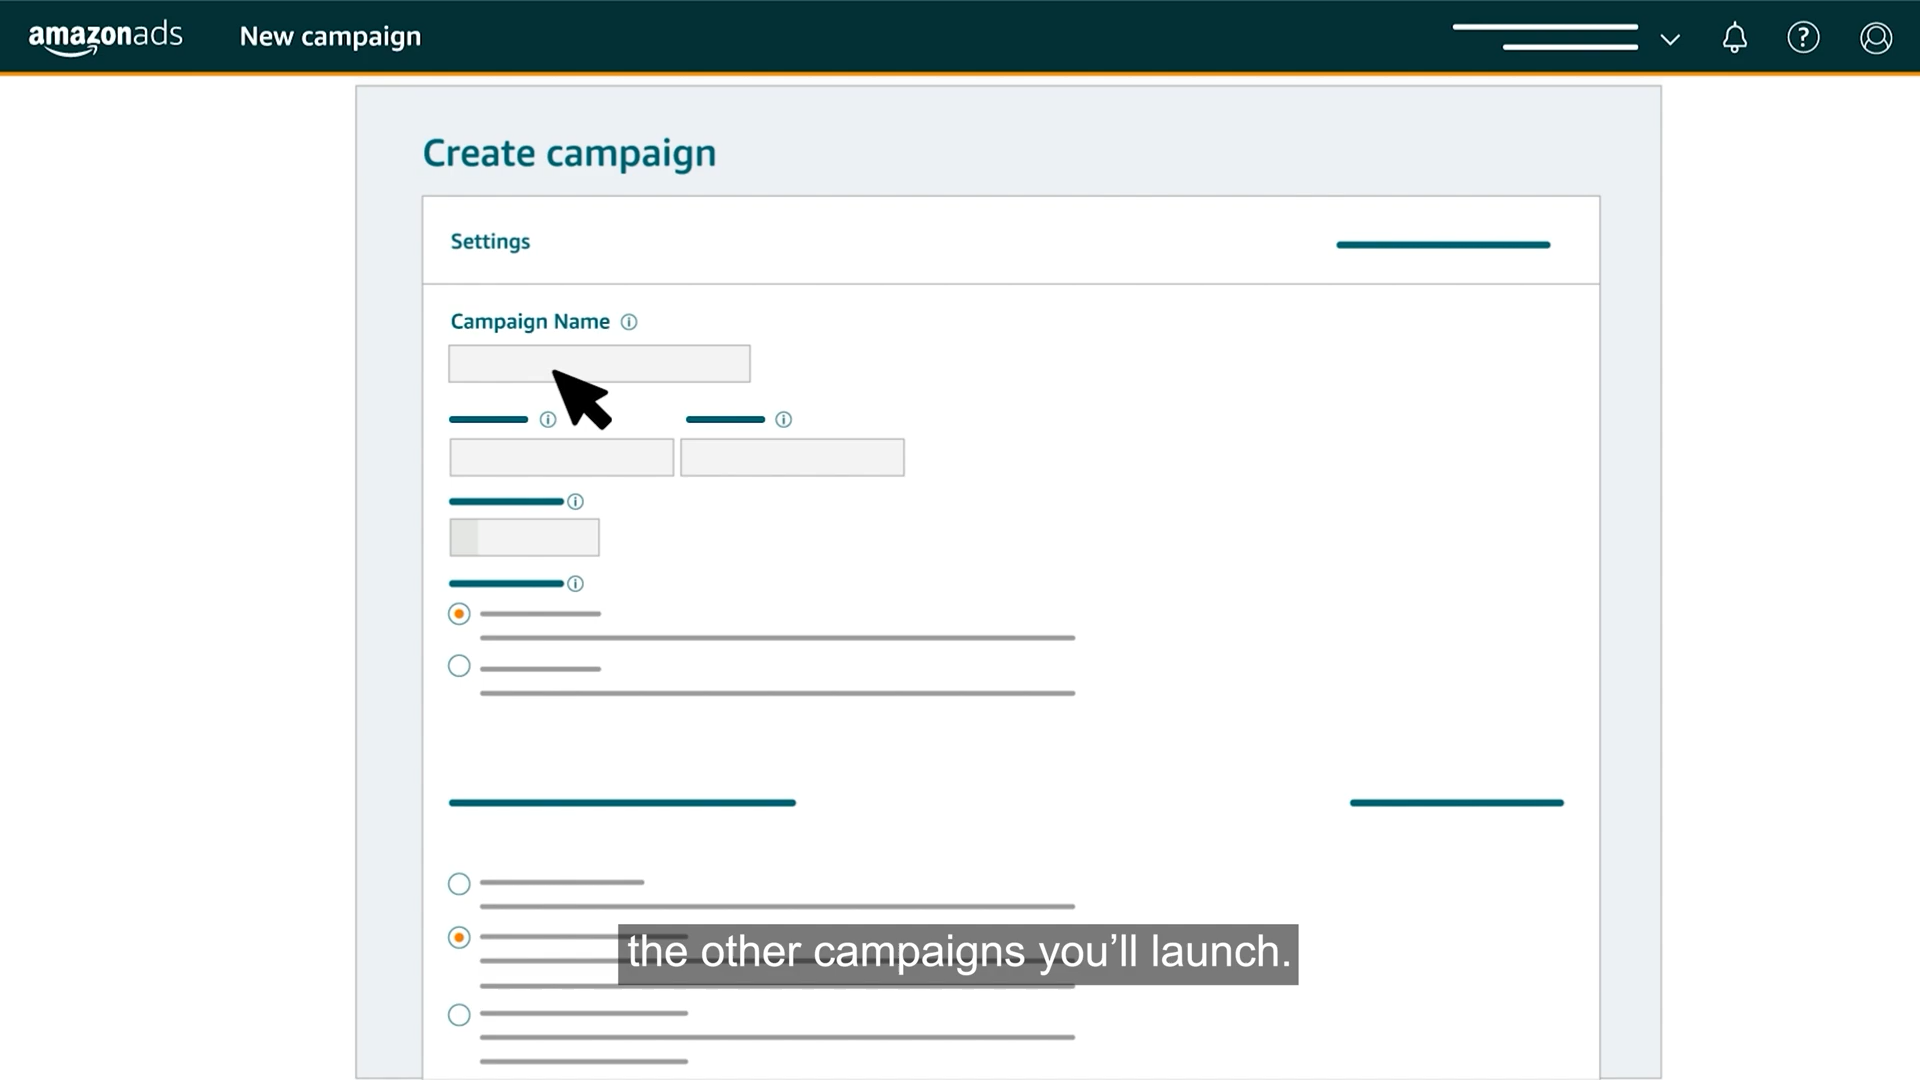 amazonads
New campaign
Create campaign
Settings
Campaign Name
the other campaigns you’ll launch.